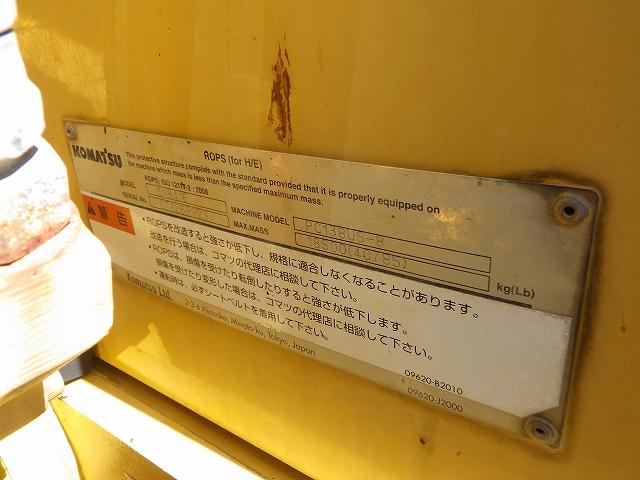 KOMATSU
ROPS (for H/E)
This protective structure complies with the standard provided that it is properly equipped on
the machine which mass is less than the specified maximum mass.
ROPS; ISO 12117-2 : 2008
MODEL
SERIAL No.
MACHINE MODEL PC138US-8
MAX.MASS 18500(40785) kg(Lb)
警告
・ROPSを改造すると強さが低下し、規格に適合しなくなることがあります。
改造を行う場合は、コマツの代理店に相談して下さい。
・ROPSは、損傷を受けたり転倒したりすると強さが低下します。
損傷を受けたり変形した場合は、コマツの代理店に相談して下さい。
・運転時は、必ずシートベルトを着用して下さい。
Komatsu Ltd.
2-3-6 Akasaka, Minato-ku, Tokyo, Japan
09620-B2010
09620-J2000